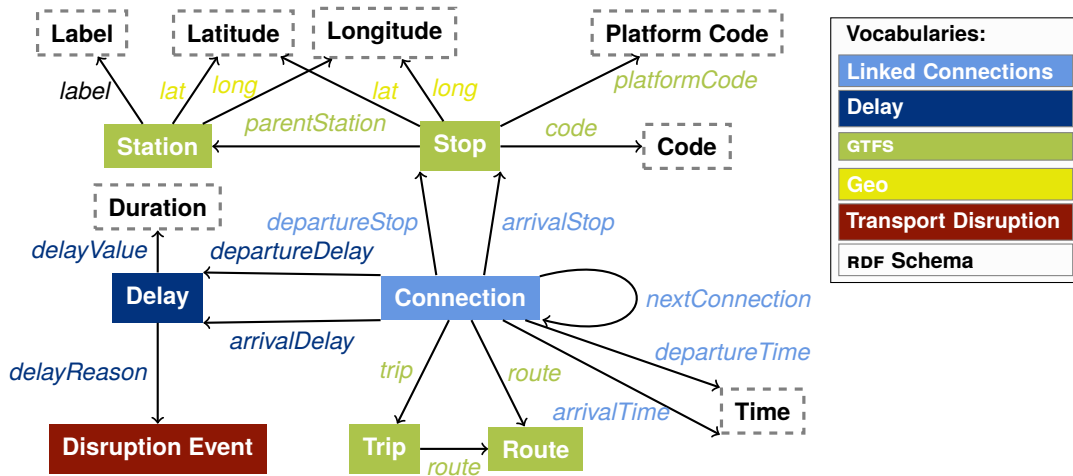 Label
Latitude
Longitude
Platform Code
label
lat
long
lat
long
platformCode
Station
parentStation
Stop
code
Code
Duration
departureStop
arrivalStop
delayValue
departureDelay
Delay
Connection
nextConnection
arrivalDelay
departureTime
delayReason
trip
route
arrivalTime
Time
Disruption Event
Trip
route
Route
Vocabularies:
Linked Connections
Delay
GTFS
Geo
Transport Disruption
RDF Schema